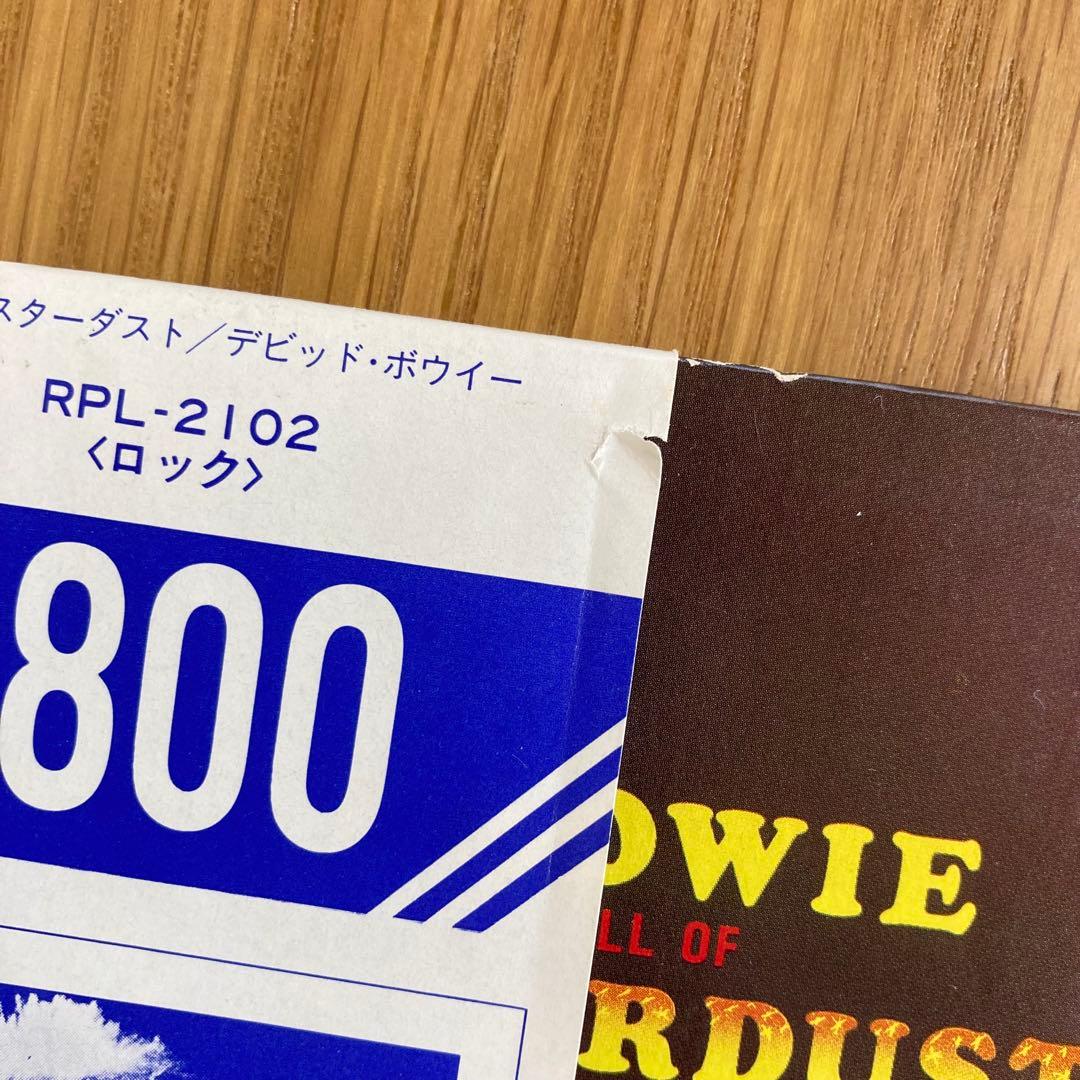 スターダスト/デビッド・ボウイー
RPL-2102
〈ロック〉
800
OWIE
LL OF
RDUST